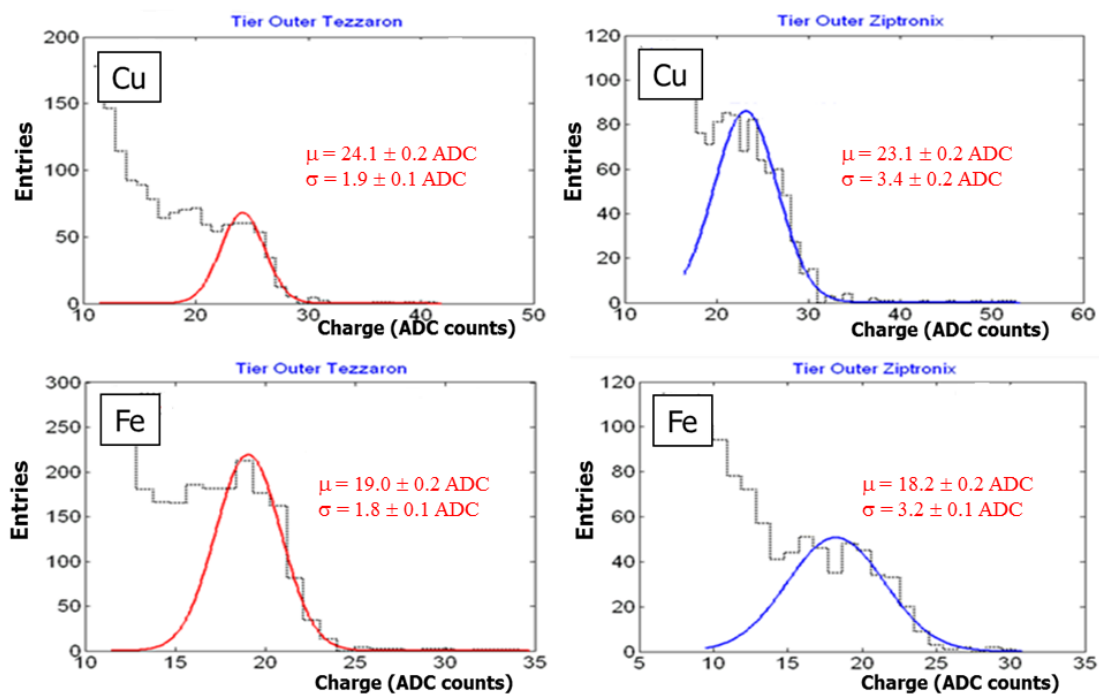 Tier Outer Tezzaron
200
150
100
50
0
Entries
Cu
μ = 24.1 ± 0.2 ADC
σ = 1.9 ± 0.1 ADC
10 20 30 40 50
Charge (ADC counts)
Tier Outer Ziptronix
120
100
80
60
40
20
0
Entries
Cu
μ = 23.1 ± 0.2 ADC
σ = 3.4 ± 0.2 ADC
10 20 30 40 50 60
Charge (ADC counts)
Tier Outer Tezzaron
300
250
200
150
100
50
0
Entries
Fe
μ = 19.0 ± 0.2 ADC
σ = 1.8 ± 0.1 ADC
10 15 20 25 30 35
Charge (ADC counts)
Tier Outer Ziptronix
120
100
80
60
40
20
0
Entries
Fe
μ = 18.2 ± 0.2 ADC
σ = 3.2 ± 0.1 ADC
5 10 15 20 25 30 35
Charge (ADC counts)